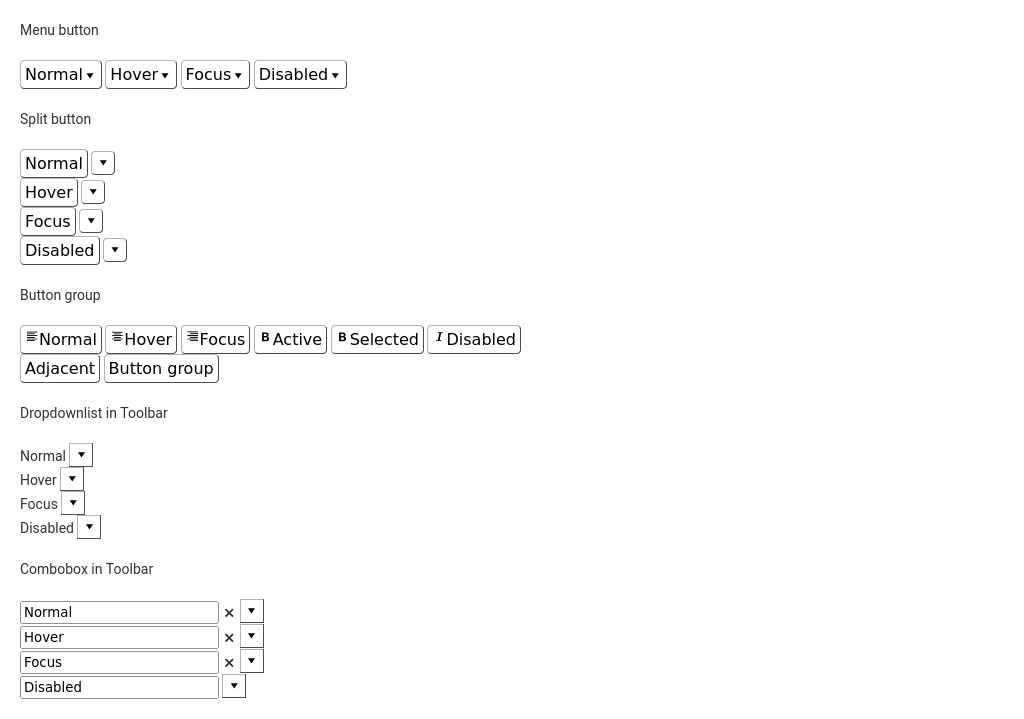 Menu button
Normal Hover Focus Disabled
Split button
Normal
Hover
Focus
Disabled
Button group
Normal Hover Focus B Active B Selected I Disabled
Adjacent Button group
Dropdownlist in Toolbar
Normal
Hover
Focus
Disabled
Combobox in Toolbar
Normal
Hover
Focus
Disabled